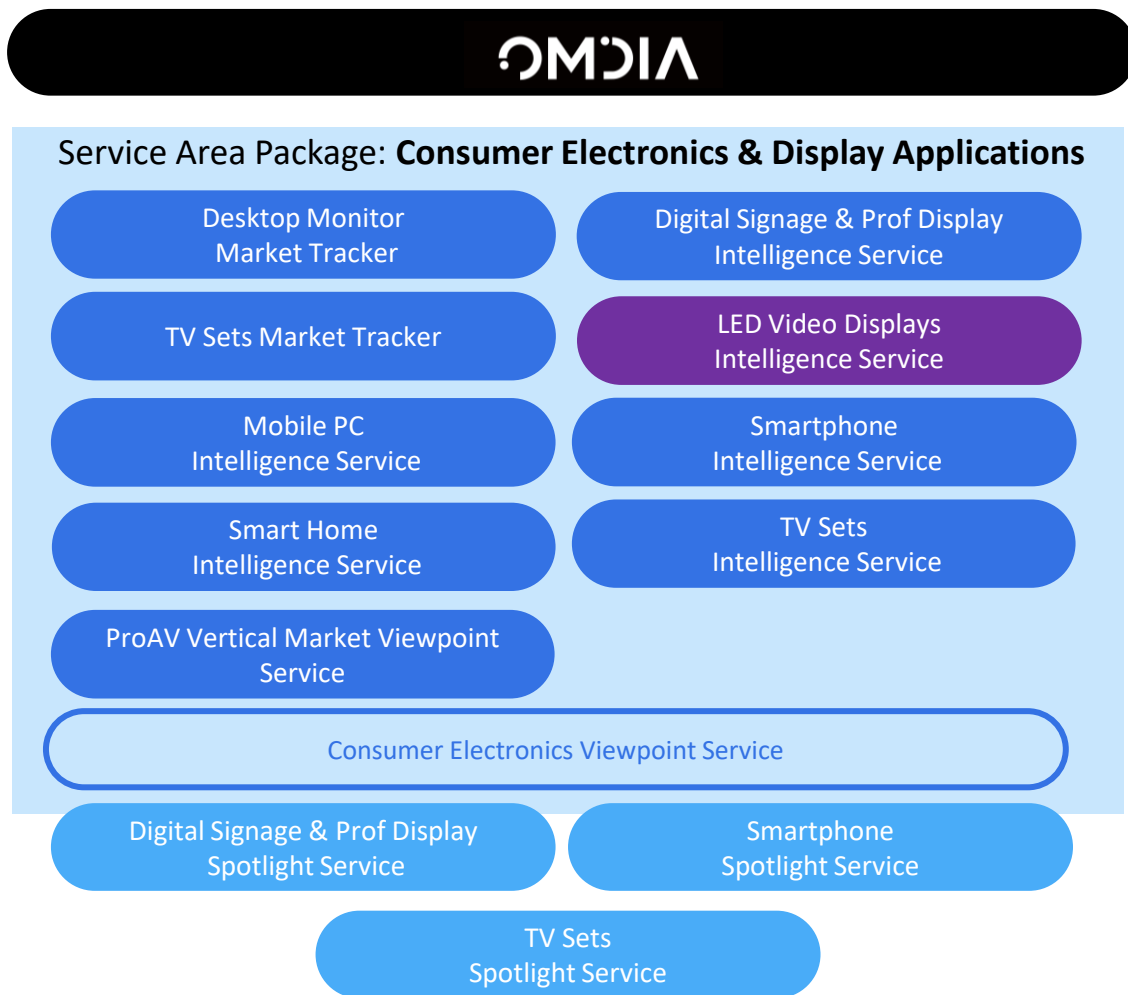 OMDIA
Service Area Package: Consumer Electronics & Display Applications
Desktop Monitor
Market Tracker
Digital Signage & Prof Display
Intelligence Service
TV Sets Market Tracker
LED Video Displays
Intelligence Service
Mobile PC
Intelligence Service
Smartphone
Intelligence Service
Smart Home
Intelligence Service
TV Sets
Intelligence Service
ProAV Vertical Market Viewpoint
Service
Consumer Electronics Viewpoint Service
Digital Signage & Prof Display
Spotlight Service
Smartphone
Spotlight Service
TV Sets
Spotlight Service